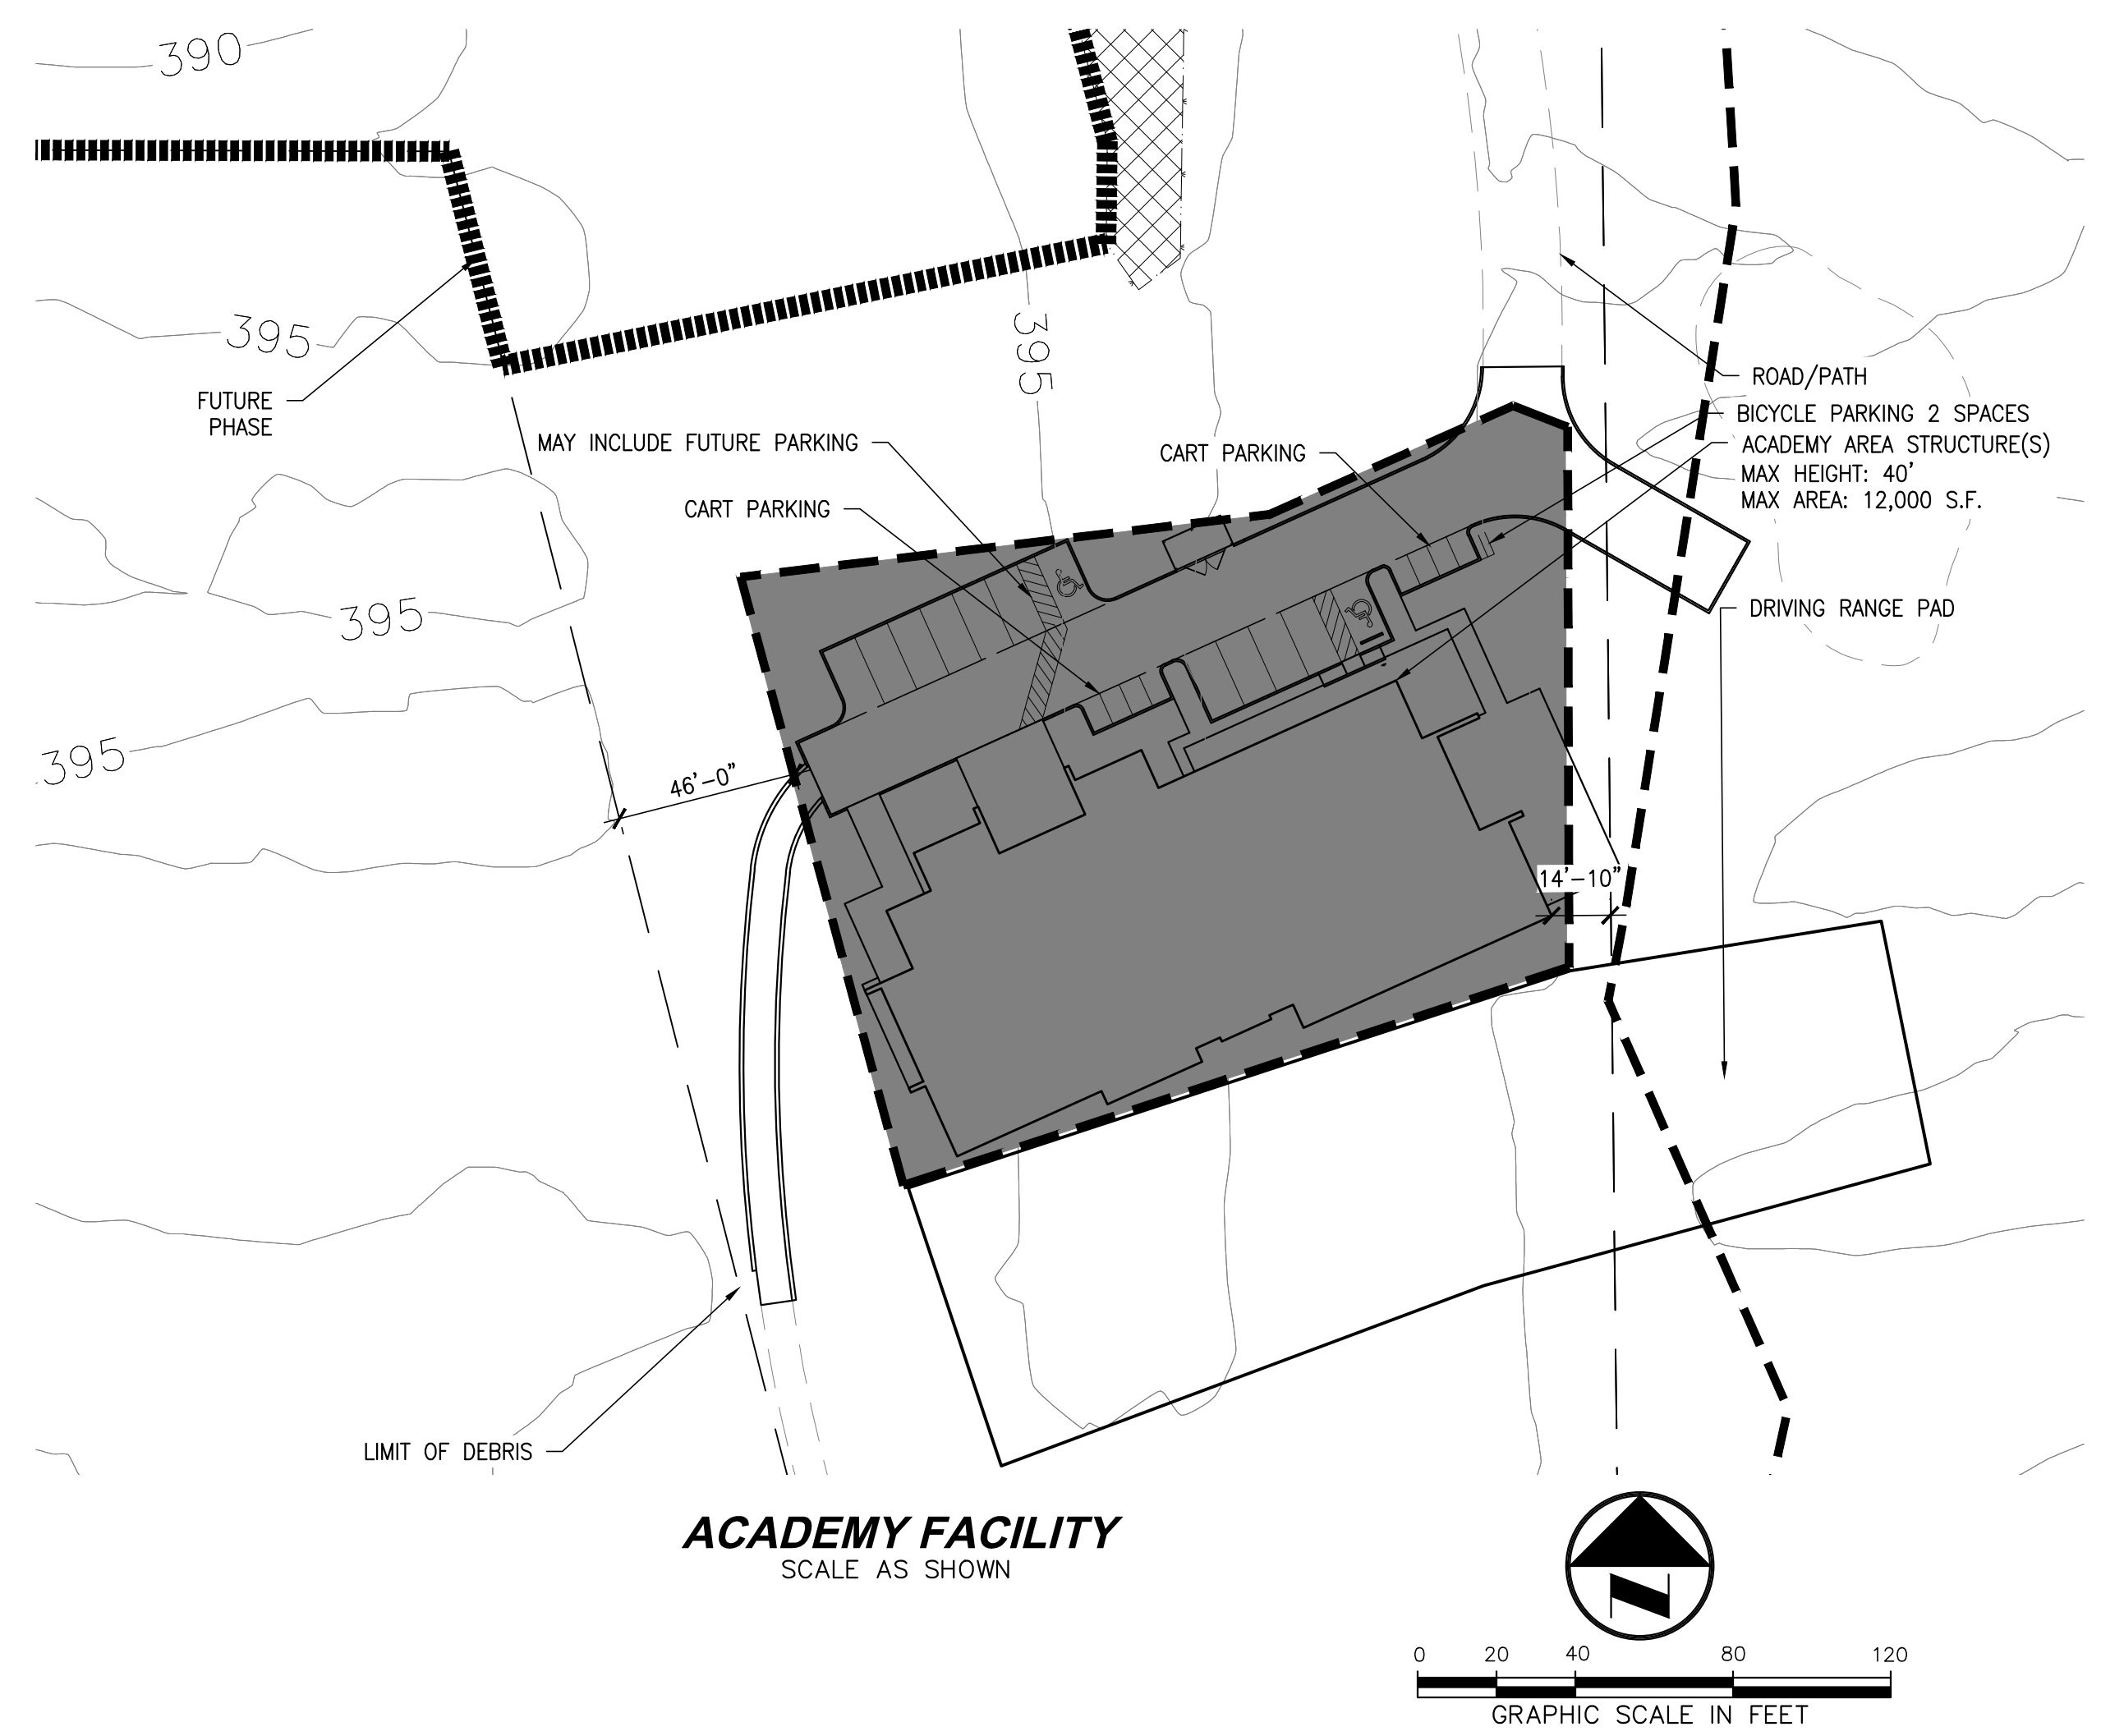 390
395
FUTURE
PHASE
395
ROAD/PATH
BICYCLE PARKING 2 SPACES
MAY INCLUDE FUTURE PARKING
CART PARKING
ACADEMY AREA STRUCTURE(S)
MAX HEIGHT: 40'
MAX AREA: 12,000 S.F.
CART PARKING
395
DRIVING RANGE PAD
395
46'-0"
14'-10"
LIMIT OF DEBRIS
ACADEMY FACILITY
SCALE AS SHOWN
N
0 20 40 80 120
GRAPHIC SCALE IN FEET